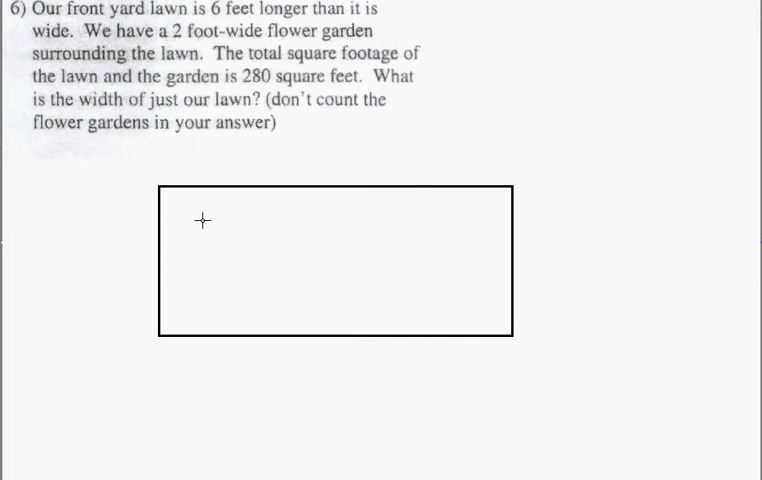 6) Our front yard lawn is 6 feet longer than it is
wide. We have a 2 foot-wide flower garden
surrounding the lawn. The total square footage of
the lawn and the garden is 280 square feet. What
is the width of just our lawn? (don't count the
flower gardens in your answer)